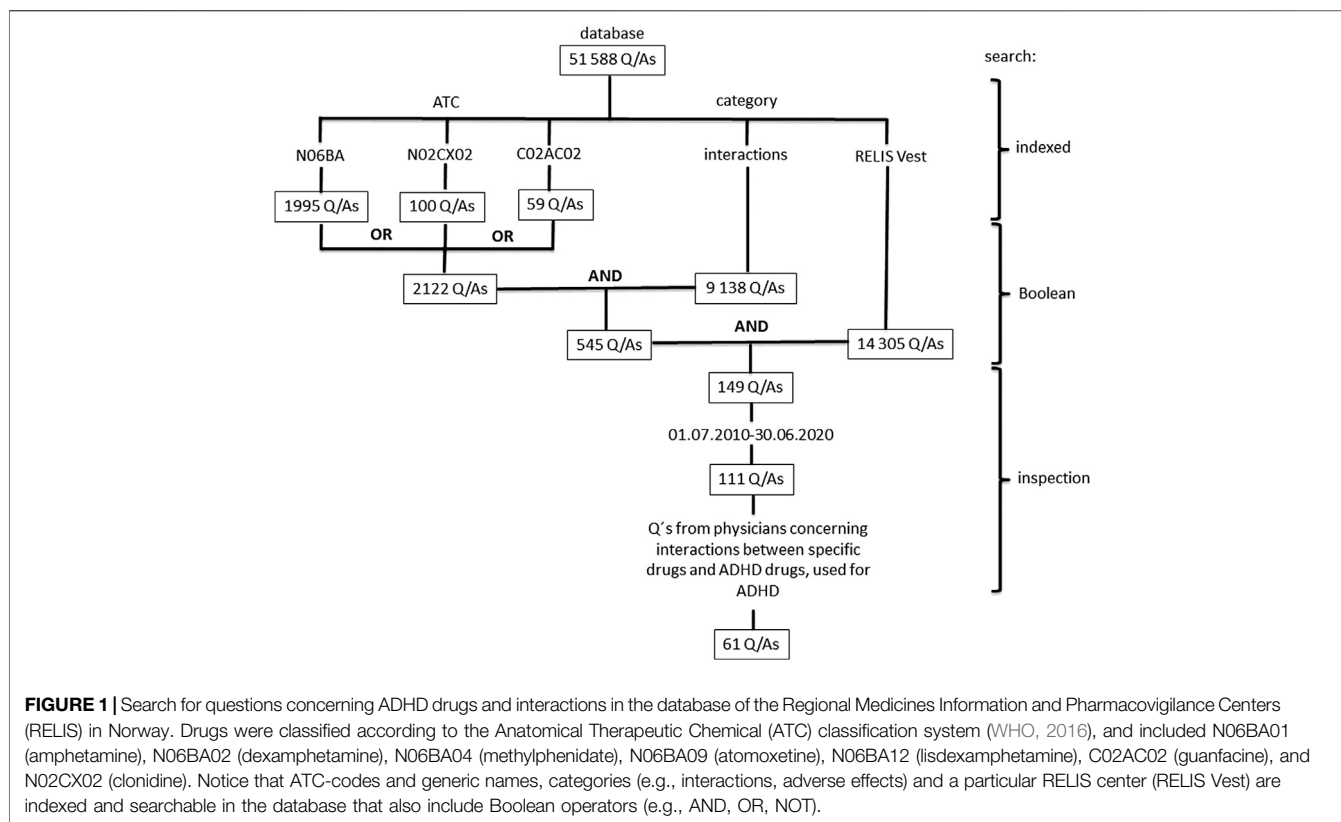 database
51 588 Q/As
search:
ATC
category
N06BA
N02CX02
C02AC02
interactions
RELIS Vest
indexed
1995 Q/As
100 Q/As
59 Q/As
OR
OR
2122 Q/As
AND
9 138 Q/As
Boolean
545 Q/As
AND
14 305 Q/As
149 Q/As
01.07.2010-30.06.2020
111 Q/As
inspection
Q´s from physicians concerning
interactions between specific
drugs and ADHD drugs, used for
ADHD
61 Q/As
FIGURE 1 | Search for questions concerning ADHD drugs and interactions in the database of the Regional Medicines Information and Pharmacovigilance Centers
(RELIS) in Norway. Drugs were classified according to the Anatomical Therapeutic Chemical (ATC) classification system (WHO, 2016), and included N06BA01
(amphetamine), N06BA02 (dexamphetamine), N06BA04 (methylphenidate), N06BA09 (atomoxetine), N06BA12 (lisdexamphetamine), C02AC02 (guanfacine), and
N02CX02 (clonidine). Notice that ATC-codes and generic names, categories (e.g., interactions, adverse effects) and a particular RELIS center (RELIS Vest) are
indexed and searchable in the database that also include Boolean operators (e.g., AND, OR, NOT).